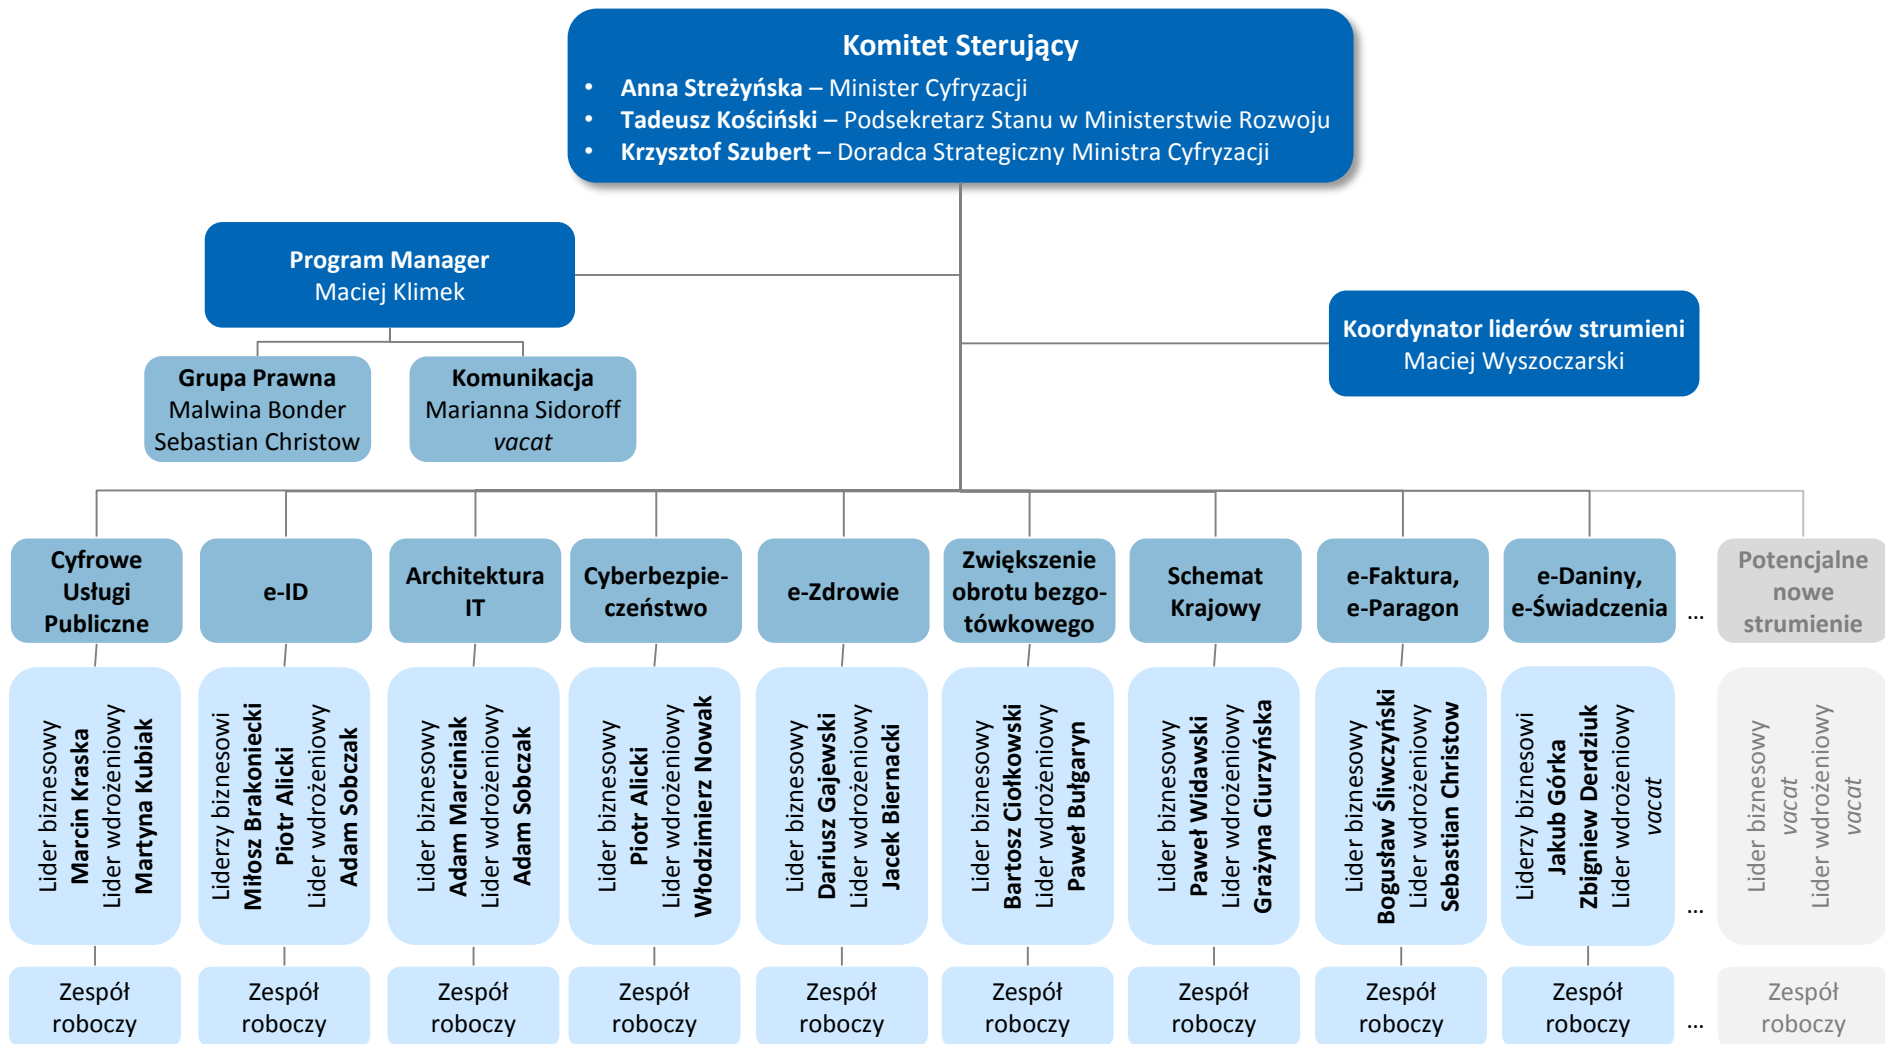 Komitet Sterujący
• Anna Streżyńska – Minister Cyfryzacji
• Tadeusz Kościński – Podsekretarz Stanu w Ministerstwie Rozwoju
• Krzysztof Szubert – Doradca Strategiczny Ministra Cyfryzacji
Program Manager
Maciej Klimek
Koordynator liderów strumieni
Maciej Wyszoczarski
Grupa Prawna
Malwina Bonder
Sebastian Christow
Komunikacja
Marianna Sidoroff
vacat
Cyfrowe
Usługi
Publiczne
e-ID
Architektura
IT
Cyberbezpie-
czeństwo
e-Zdrowie
Zwiększenie
obrotu bezgo-
tówkowego
Schemat
Krajowy
e-Faktura,
e-Paragon
e-Daniny,
e-Świadczenia
...
Potencjalne
nowe
strumienie
Lider biznesowy
Marcin Kraska
Lider wdrożeniowy
Martyna Kubiak
Liderzy biznesowi
Miłosz Brakoniecki
Piotr Alicki
Lider wdrożeniowy
Adam Sobczak
Lider biznesowy
Adam Marciniak
Lider wdrożeniowy
Adam Sobczak
Lider biznesowy
Piotr Alicki
Lider wdrożeniowy
Włodzimierz Nowak
Lider biznesowy
Dariusz Gajewski
Lider wdrożeniowy
Jacek Biernacki
Lider biznesowy
Bartosz Ciołkowski
Lider wdrożeniowy
Paweł Bułgaryn
Lider biznesowy
Paweł Widawski
Lider wdrożeniowy
Grażyna Ciurzyńska
Lider biznesowy
Bogusław Śliwczyński
Lider wdrożeniowy
Sebastian Christow
Liderzy biznesowi
Jakub Górka
Zbigniew Derdziuk
Lider wdrożeniowy
vacat
...
Lider biznesowy
vacat
Lider wdrożeniowy
vacat
Zespół
roboczy
Zespół
roboczy
Zespół
roboczy
Zespół
roboczy
Zespół
roboczy
Zespół
roboczy
Zespół
roboczy
Zespół
roboczy
Zespół
roboczy
...
Zespół
roboczy